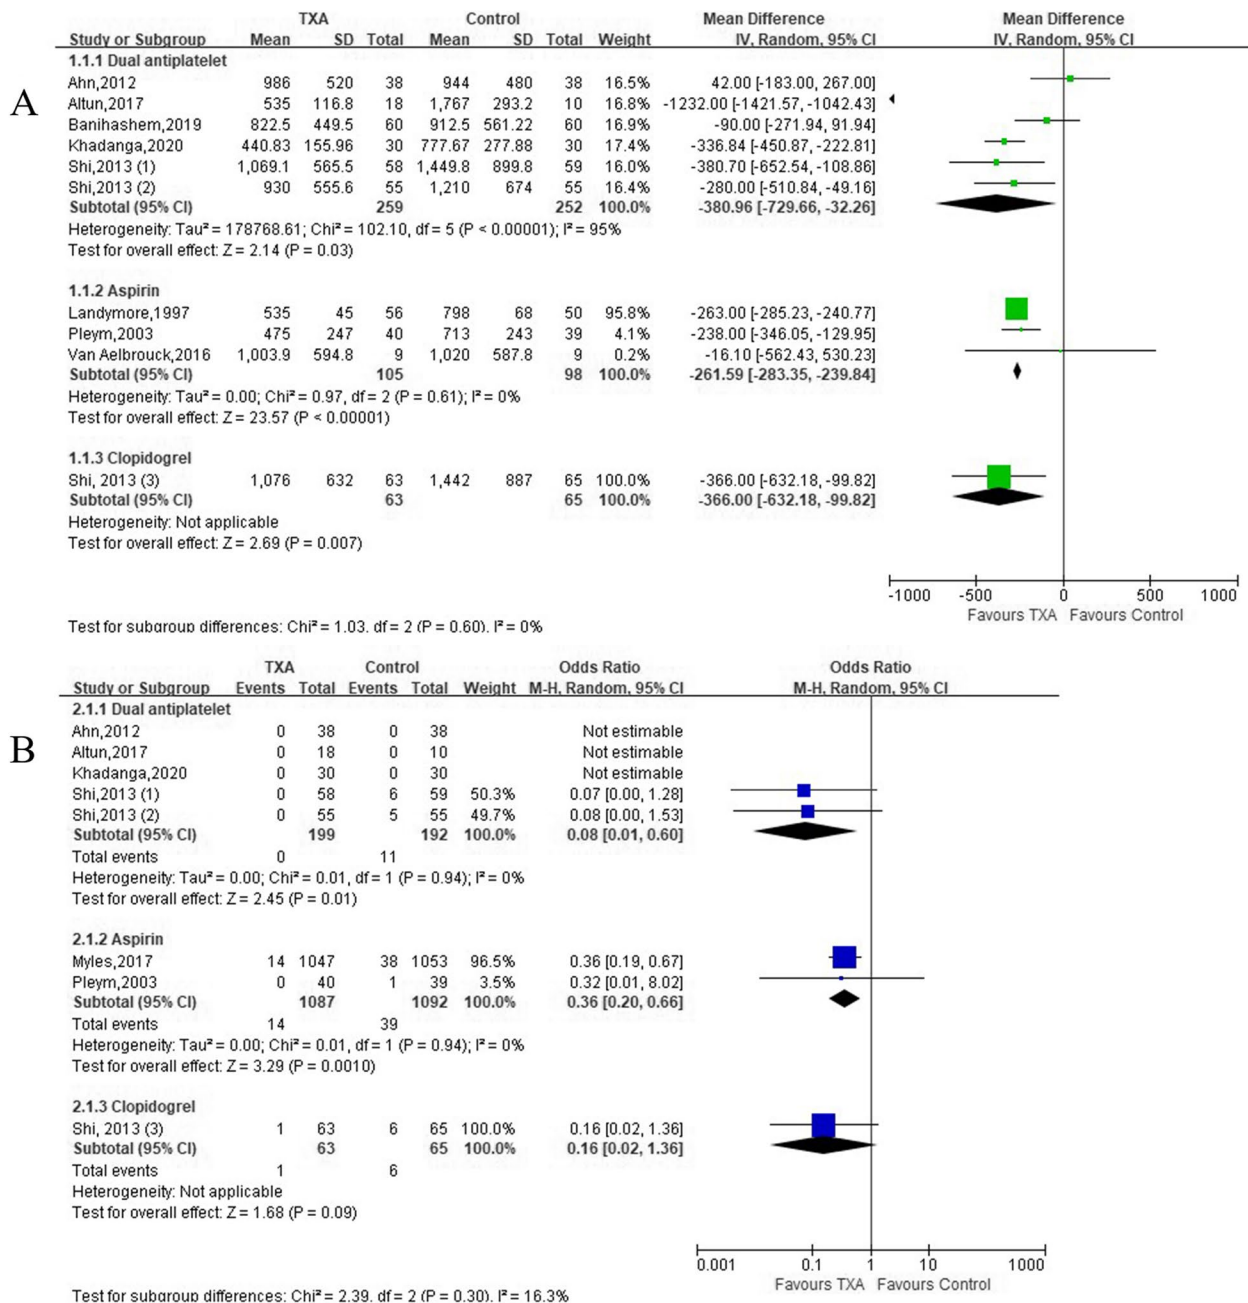 A
TXA Control Mean Difference Mean Difference
Study or Subgroup Mean SD Total Mean SD Total Weight IV, Random, 95% CI IV, Random, 95% CI
1.1.1 Dual antiplatelet
Ahn,2012 986 520 38 944 480 38 16.5% 42.00 [-183.00, 267.00]
Altun,2017 535 116.8 18 1,767 293.2 10 16.8% -1232.00 [-1421.57, -1042.43]
Banihashem,2019 822.5 449.5 60 912.5 561.22 60 16.9% -90.00 [-271.94, 91.94]
Khadanga,2020 440.83 155.96 30 777.67 277.88 30 17.4% -336.84 [-450.87, -222.81]
Shi,2013 (1) 1,069.1 565.5 58 1,449.8 899.8 59 16.0% -380.70 [-652.54, -108.86]
Shi,2013 (2) 930 555.6 55 1,210 674 55 16.4% -280.00 [-510.84, -49.16]
Subtotal (95% CI) 259 252 100.0% -380.96 [-729.66, -32.26]
Heterogeneity: Tau² = 178768.61; Chi² = 102.10, df = 5 (P < 0.00001); I² = 95%
Test for overall effect: Z = 2.14 (P = 0.03)
1.1.2 Aspirin
Landymore,1997 535 45 56 798 68 50 95.8% -263.00 [-285.23, -240.77]
Pleym,2003 475 247 40 713 243 39 4.1% -238.00 [-346.05, -129.95]
Van Aelbrouck,2016 1,003.9 594.8 9 1,020 587.8 9 0.2% -16.10 [-562.43, 530.23]
Subtotal (95% CI) 105 98 100.0% -261.59 [-283.35, -239.84]
Heterogeneity: Tau² = 0.00; Chi² = 0.97, df = 2 (P = 0.61); I² = 0%
Test for overall effect: Z = 23.57 (P < 0.00001)
1.1.3 Clopidogrel
Shi, 2013 (3) 1,076 632 63 1,442 887 65 100.0% -366.00 [-632.18, -99.82]
Subtotal (95% CI) 63 65 100.0% -366.00 [-632.18, -99.82]
Heterogeneity: Not applicable
Test for overall effect: Z = 2.69 (P = 0.007)
-1000 -500 0 500 1000
Favours TXA Favours Control
Test for subgroup differences: Chi² = 1.03, df = 2 (P = 0.60), I² = 0%
B
TXA Control Odds Ratio Odds Ratio
Study or Subgroup Events Total Events Total Weight M-H, Random, 95% CI M-H, Random, 95% CI
2.1.1 Dual antiplatelet
Ahn,2012 0 38 0 38 Not estimable
Altun,2017 0 18 0 10 Not estimable
Khadanga,2020 0 30 0 30 Not estimable
Shi,2013 (1) 0 58 6 59 50.3% 0.07 [0.00, 1.28]
Shi,2013 (2) 0 55 5 55 49.7% 0.08 [0.00, 1.53]
Subtotal (95% CI) 199 192 100.0% 0.08 [0.01, 0.60]
Total events 0 11
Heterogeneity: Tau² = 0.00; Chi² = 0.01, df = 1 (P = 0.94); I² = 0%
Test for overall effect: Z = 2.45 (P = 0.01)
2.1.2 Aspirin
Myles,2017 14 1047 38 1053 96.5% 0.36 [0.19, 0.67]
Pleym,2003 0 40 1 39 3.5% 0.32 [0.01, 8.02]
Subtotal (95% CI) 1087 1092 100.0% 0.36 [0.20, 0.66]
Total events 14 39
Heterogeneity: Tau² = 0.00; Chi² = 0.01, df = 1 (P = 0.94); I² = 0%
Test for overall effect: Z = 3.29 (P = 0.0010)
2.1.3 Clopidogrel
Shi, 2013 (3) 1 63 6 65 100.0% 0.16 [0.02, 1.36]
Subtotal (95% CI) 63 65 100.0% 0.16 [0.02, 1.36]
Total events 1 6
Heterogeneity: Not applicable
Test for overall effect: Z = 1.68 (P = 0.09)
0.001 0.1 1 10 1000
Favours TXA Favours Control
Test for subgroup differences: Chi² = 2.39, df = 2 (P = 0.30), I² = 16.3%